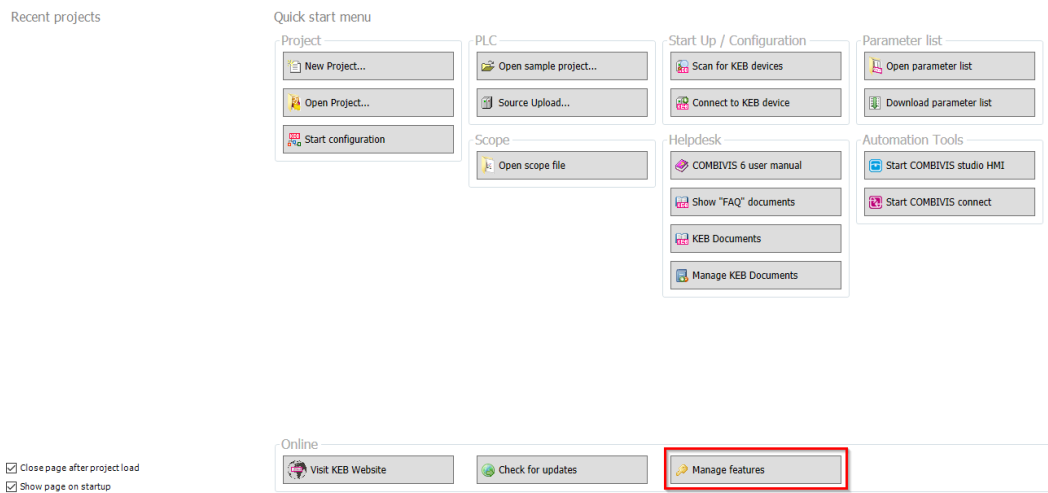 Recent projects
Quick start menu
Project
New Project...
Open Project...
Start configuration
PLC
Open sample project...
Source Upload...
Scope
Open scope file
Start Up / Configuration
Scan for KEB devices
Connect to KEB device
Helpdesk
COMBIVIS 6 user manual
Show "FAQ" documents
KEB Documents
Manage KEB Documents
Parameter list
Open parameter list
Download parameter list
Automation Tools
Start COMBIVIS studio HMI
Start COMBIVIS connect
Online
Visit KEB Website
Check for updates
Manage features
Close page after project load
Show page on startup